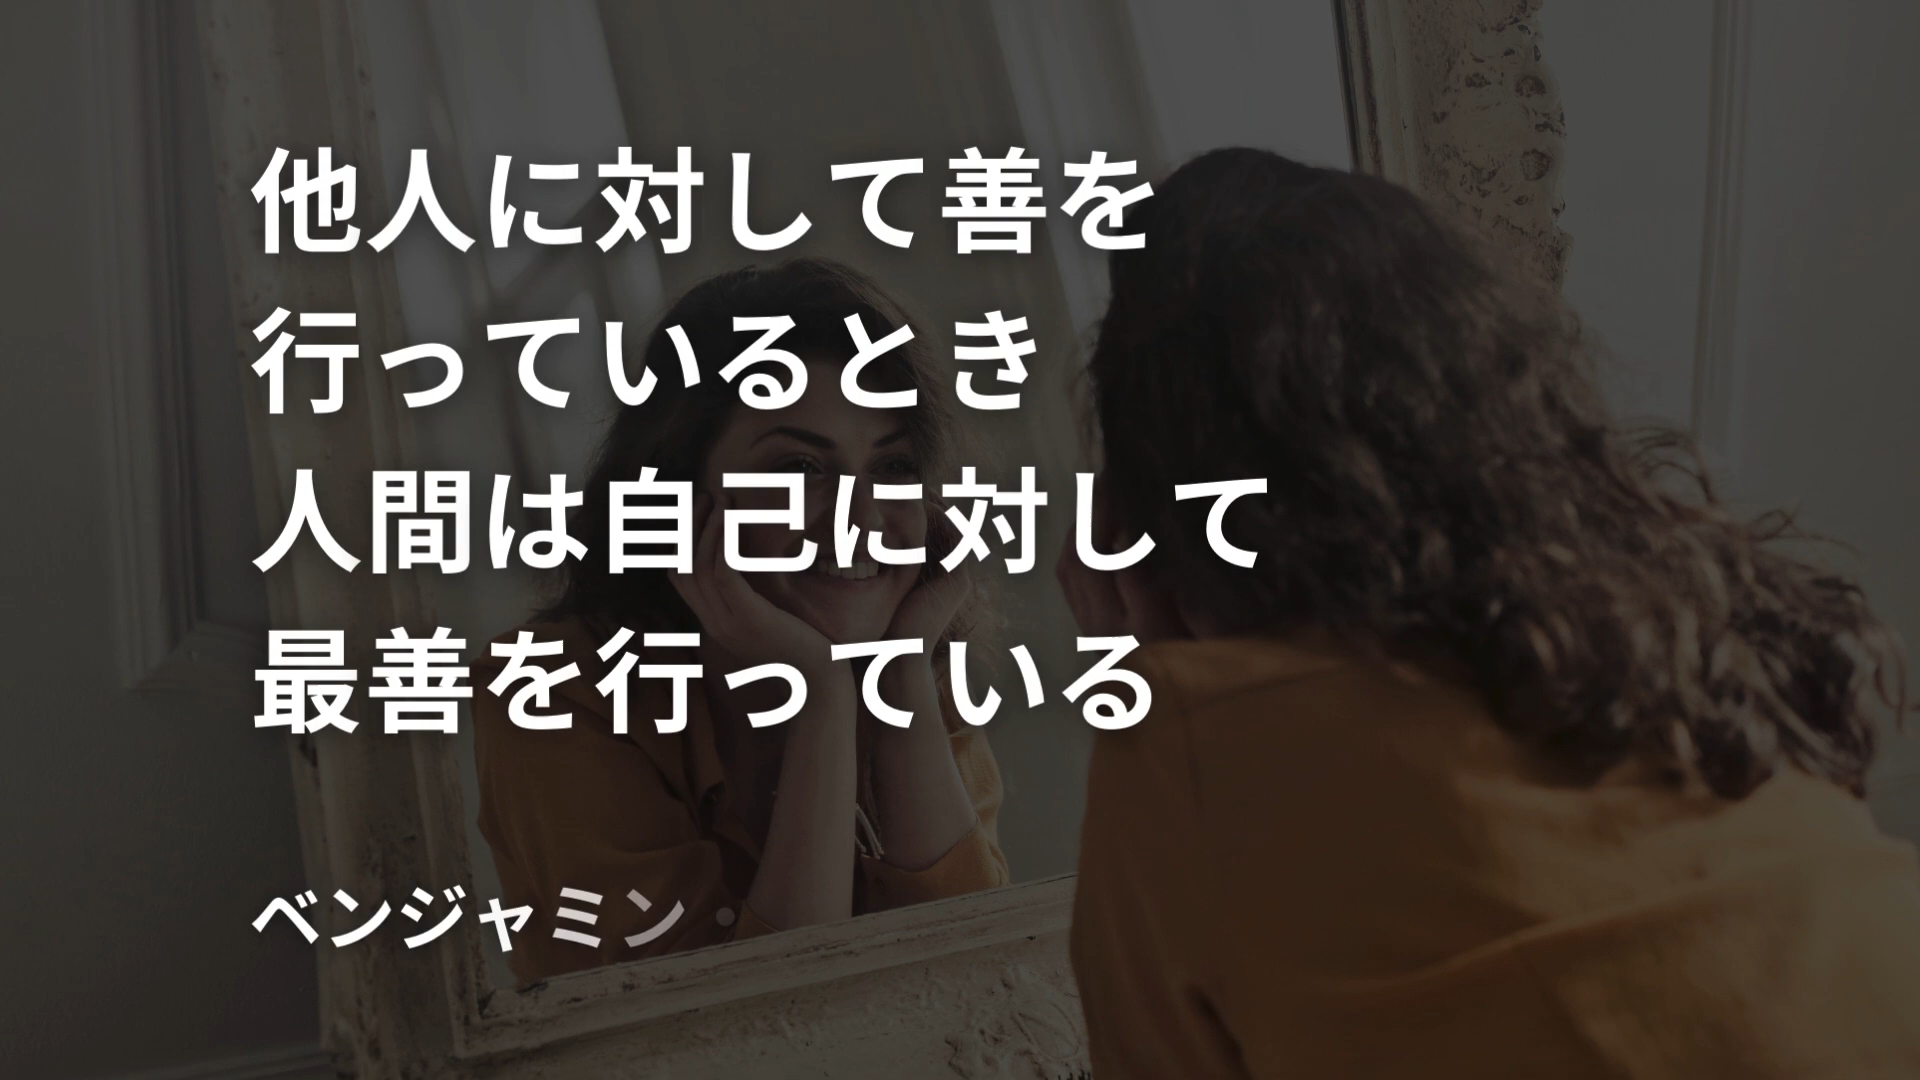 他人に対して善を
行っているとき
人間は自己に対して
最善を行っている
ベンジャミン・